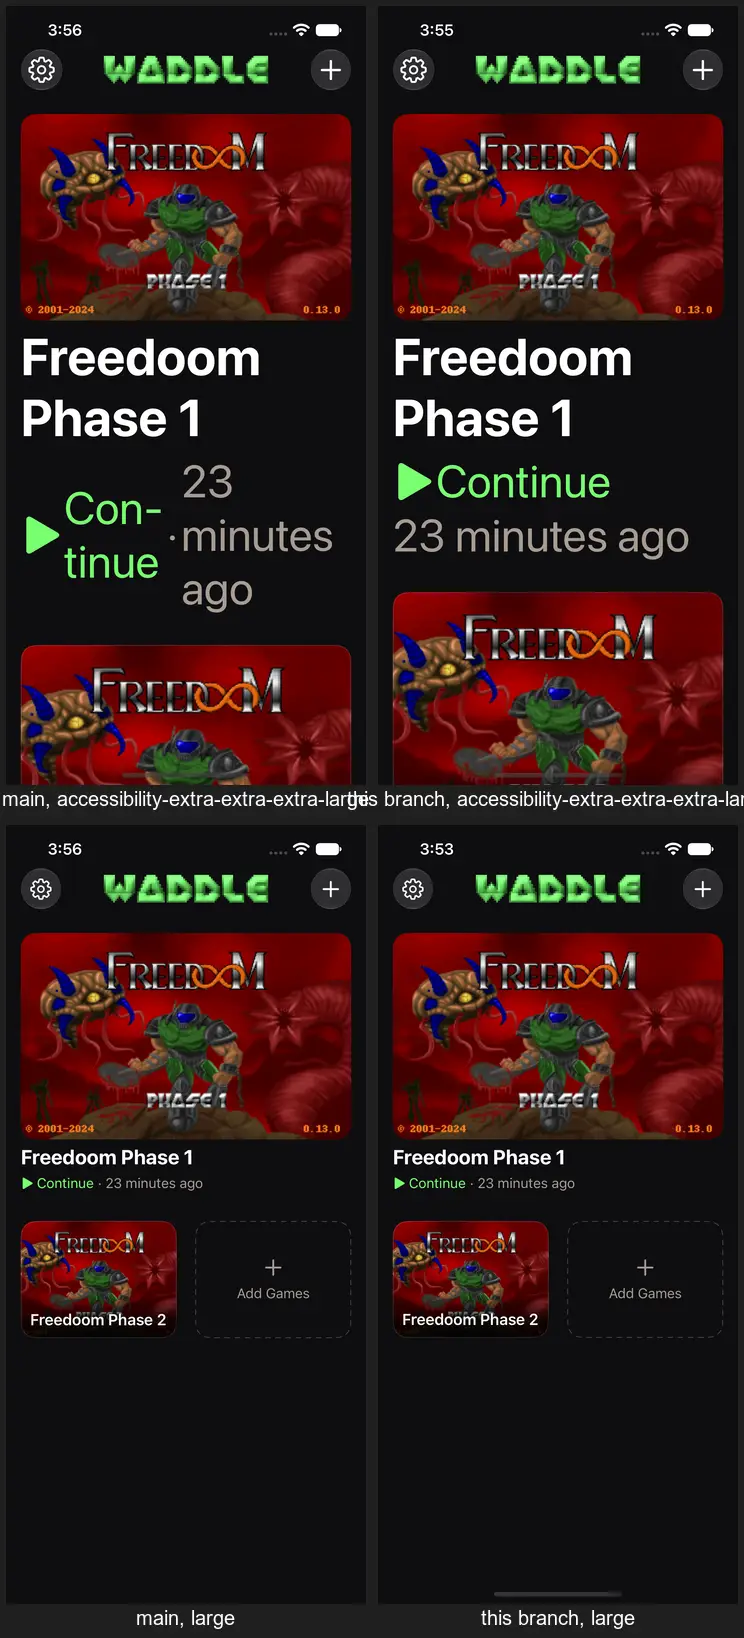 3:56
WADDLE
FREEDOOM
PHASE 1
© 2001-2024 0.13.0
Freedoom
Phase 1
Con-
tinue
·
23
minutes
ago
FREEDOOM
main, accessibility-extra-extra-extra-large
3:55
WADDLE
FREEDOOM
PHASE 1
© 2001-2024 0.13.0
Freedoom
Phase 1
Continue
23 minutes ago
FREEDOOM
this branch, accessibility-extra-extra-extra-lar
3:56
WADDLE
FREEDOOM
PHASE 1
© 2001-2024 0.13.0
Freedoom Phase 1
Continue · 23 minutes ago
FREEDOOM
Freedoom Phase 2
Add Games
main, large
3:53
WADDLE
FREEDOOM
PHASE 1
© 2001-2024 0.13.0
Freedoom Phase 1
Continue · 23 minutes ago
FREEDOOM
Freedoom Phase 2
Add Games
this branch, large